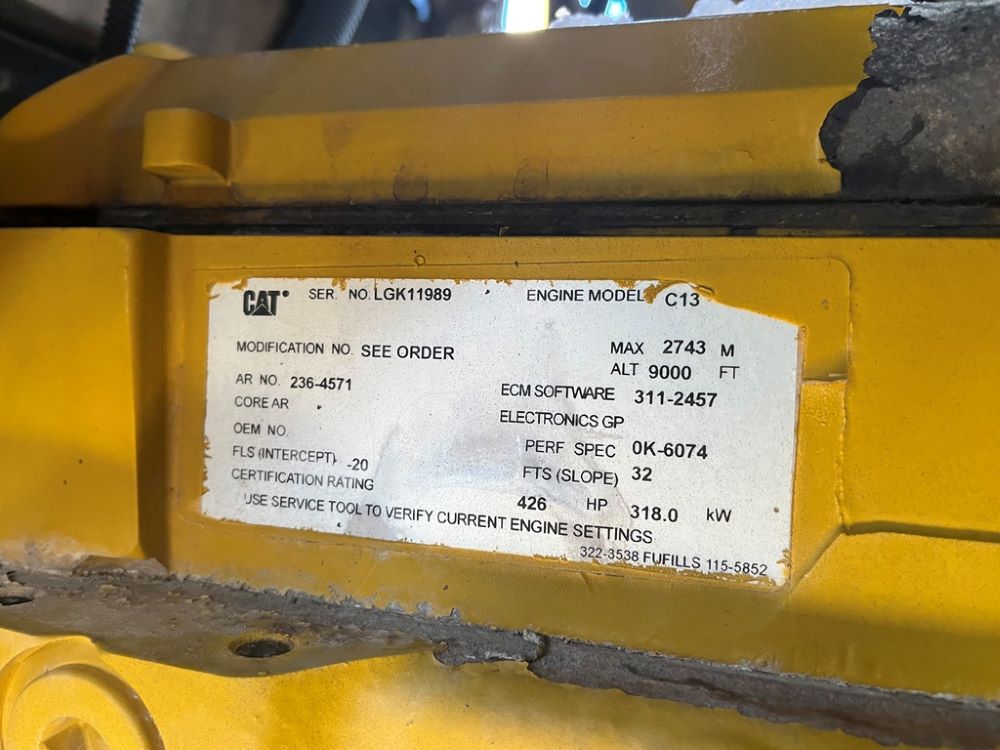 CAT SER. NO. LGK11989 ENGINE MODEL C13
MODIFICATION NO. SEE ORDER MAX 2743 M
ALT 9000 FT
AR NO. 236-4571 ECM SOFTWARE 311-2457
CORE AR ELECTRONICS GP
OEM NO. PERF SPEC 0K-6074
FLS (INTERCEPT) -20 FTS (SLOPE) 32
CERTIFICATION RATING 426 HP 318.0 kW
USE SERVICE TOOL TO VERIFY CURRENT ENGINE SETTINGS
322-3538 FUFILLS 115-5852